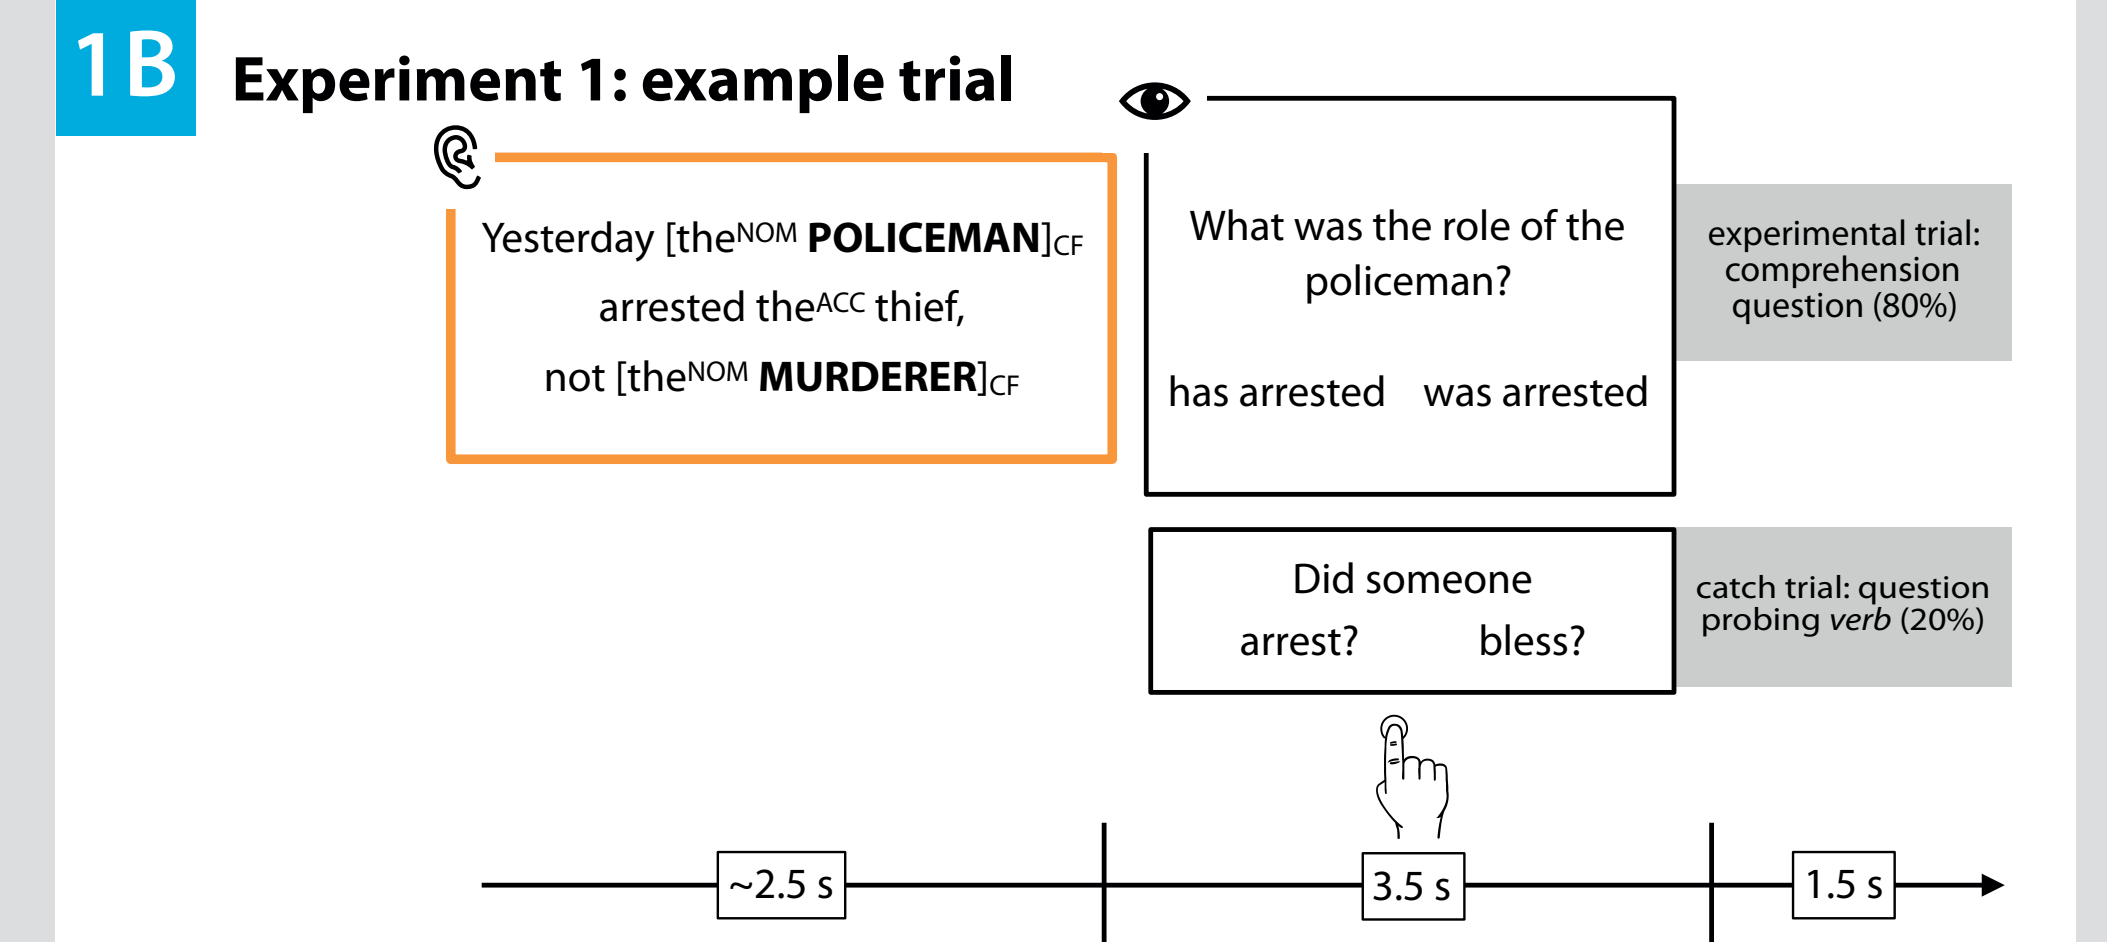 1B
Experiment 1: example trial
Yesterday [theNOM POLICEMAN]CF
arrested theACC thief,
not [theNOM MURDERER]CF
What was the role of the
policeman?
has arrested was arrested
experimental trial:
comprehension
question (80%)
Did someone
arrest? bless?
catch trial: question
probing verb (20%)
~2.5 s
3.5 s
1.5 s